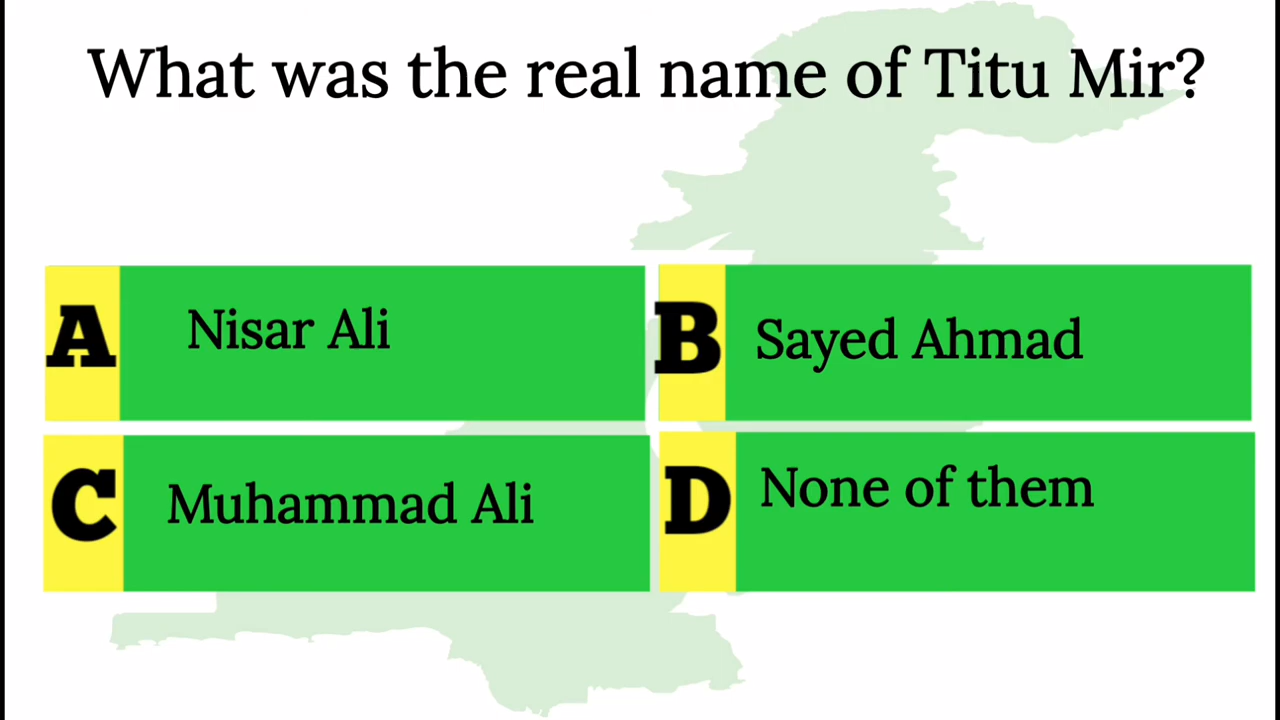 What was the real name of Titu Mir?
A Nisar Ali
B Sayed Ahmad
C Muhammad Ali
D None of them